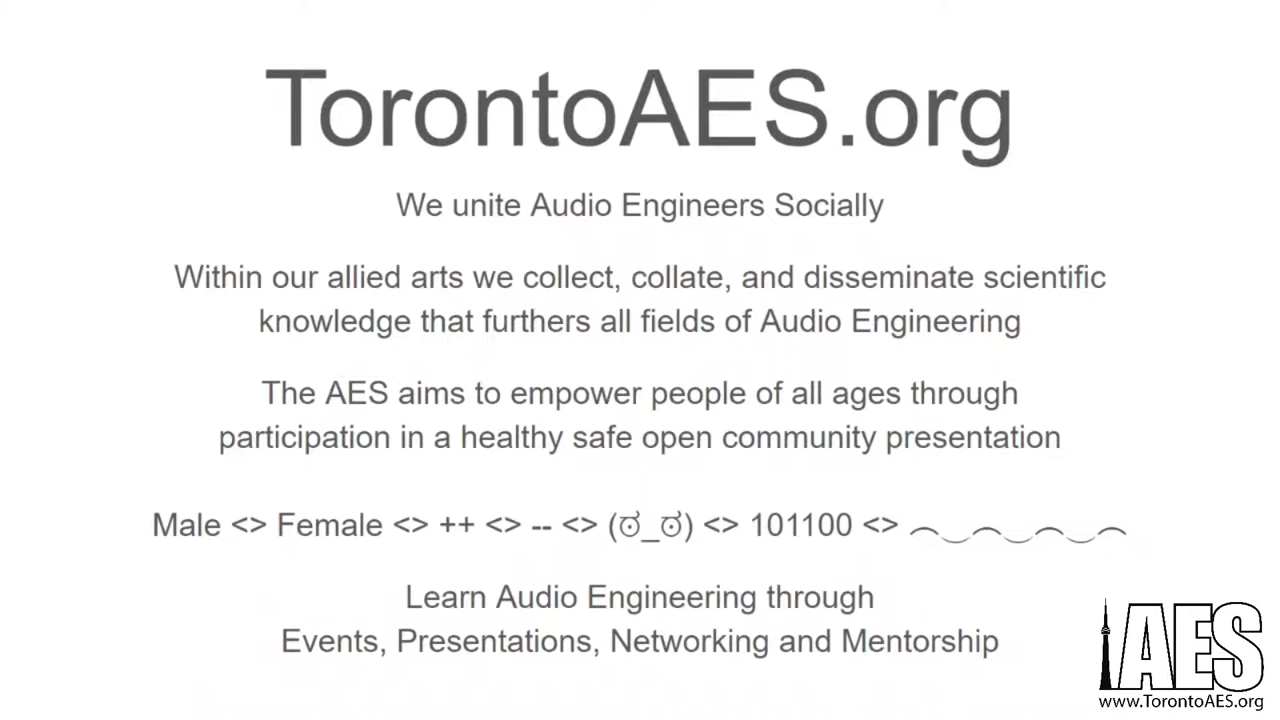 TorontoAES.org
We unite Audio Engineers Socially
Within our allied arts we collect, collate, and disseminate scientific
knowledge that furthers all fields of Audio Engineering
The AES aims to empower people of all ages through
participation in a healthy safe open community presentation
Male <> Female <> ++ <> -- <> (ಠ_ಠ) <> 101100 <> ⁀‿⁀‿⁀‿⁀
Learn Audio Engineering through
Events, Presentations, Networking and Mentorship
AES
www.TorontoAES.org